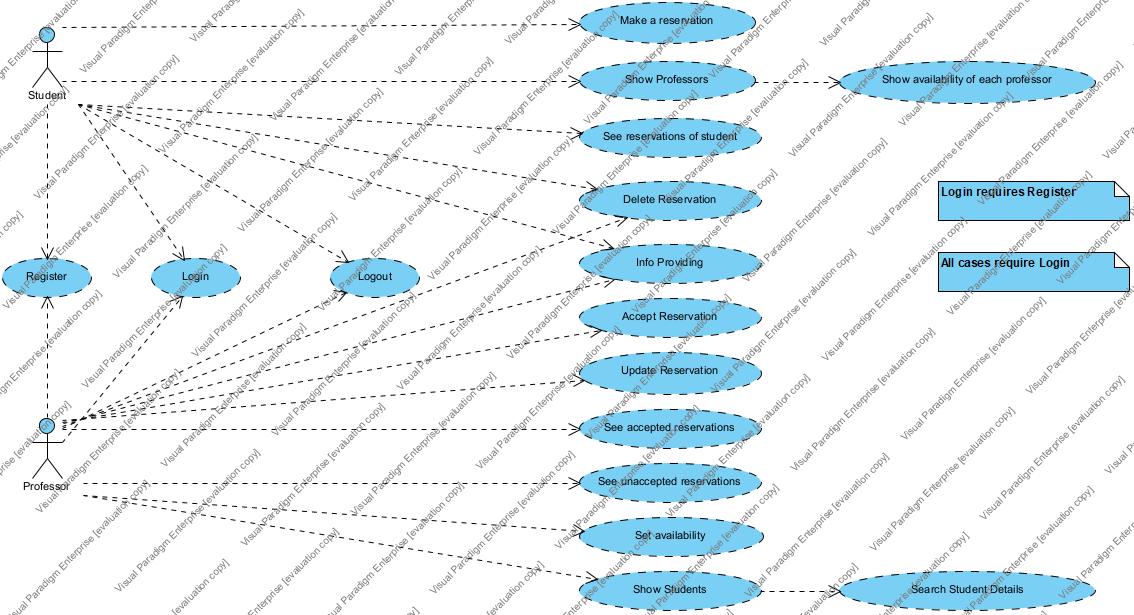 Make a reservation
Show Professors
Show availability of each professor
Student
See reservations of student
Delete Reservation
Login requires Register
Info Providing
All cases require Login
Register
Login
Logout
Accept Reservation
Update Reservation
See accepted reservations
Professor
See unaccepted reservations
Set availability
Show Students
Search Student Details
Visual Paradigm Enterprise [evaluation copy]